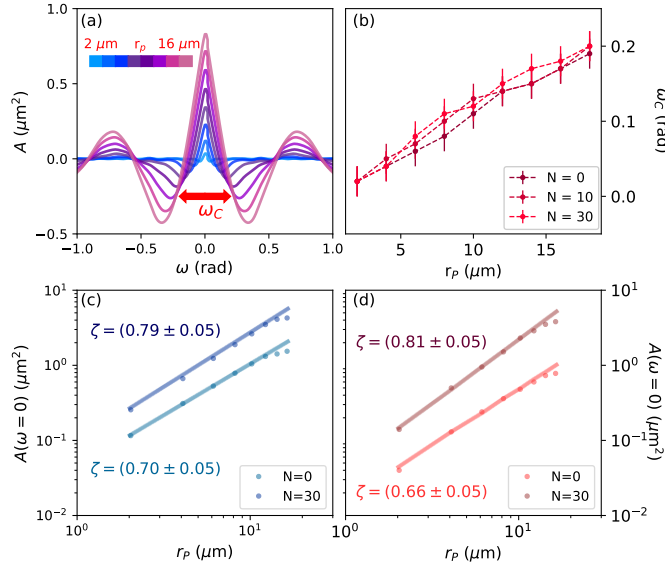 (a)
2 μm r_p 16 μm
A (μm²)
1.0
0.5
0.0
−0.5
ω_C
−1.0 −0.5 0.0 0.5 1.0
ω (rad)
(b)
ω_C (rad)
0.2
0.1
0.0
N = 0
N = 10
N = 30
5 10 15
r_P (μm)
(c)
ζ = (0.79 ± 0.05)
ζ = (0.70 ± 0.05)
A(ω = 0) (μm²)
10¹
10⁰
10⁻¹
10⁻²
N=0
N=30
10⁰ 10¹
r_P (μm)
(d)
ζ = (0.81 ± 0.05)
ζ = (0.66 ± 0.05)
A(ω = 0) (μm²)
10¹
10⁰
10⁻¹
10⁻²
N=0
N=30
10¹
r_P (μm)